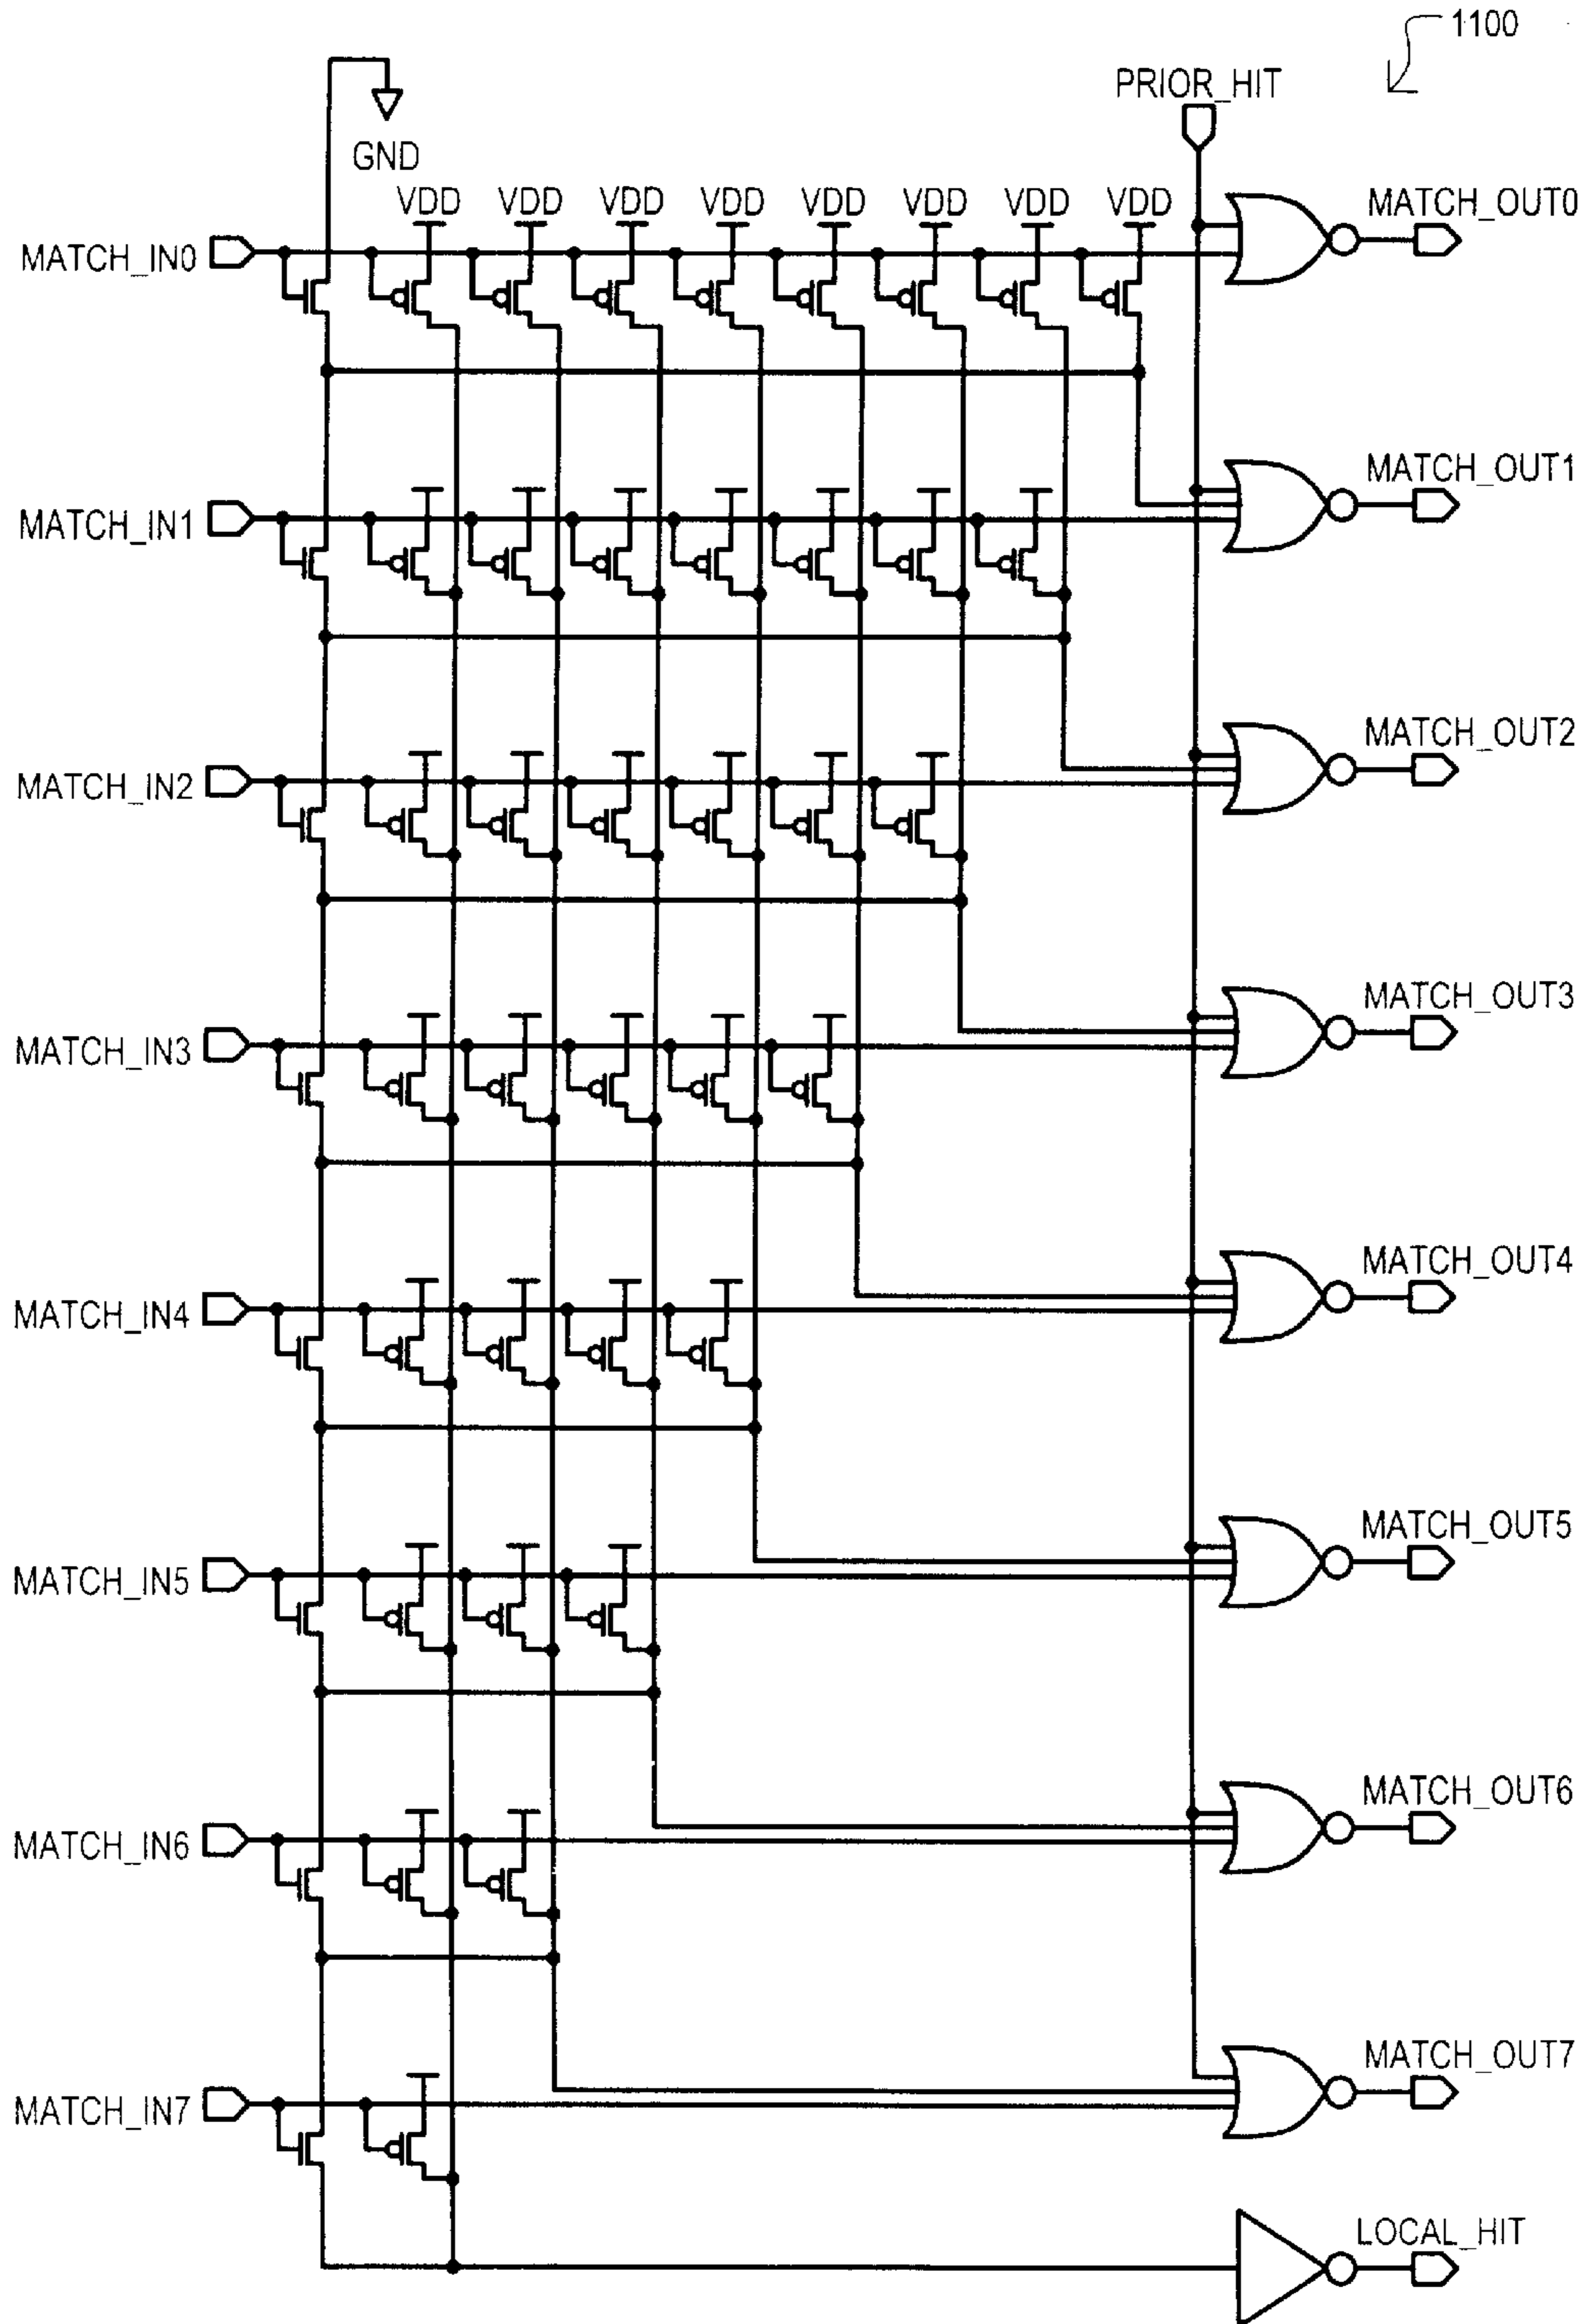 1100
PRIOR_HIT
GND
VDD VDD VDD VDD VDD VDD VDD VDD
MATCH_OUT0
MATCH_IN0
MATCH_OUT1
MATCH_IN1
MATCH_OUT2
MATCH_IN2
MATCH_OUT3
MATCH_IN3
MATCH_OUT4
MATCH_IN4
MATCH_OUT5
MATCH_IN5
MATCH_OUT6
MATCH_IN6
MATCH_OUT7
MATCH_IN7
LOCAL_HIT